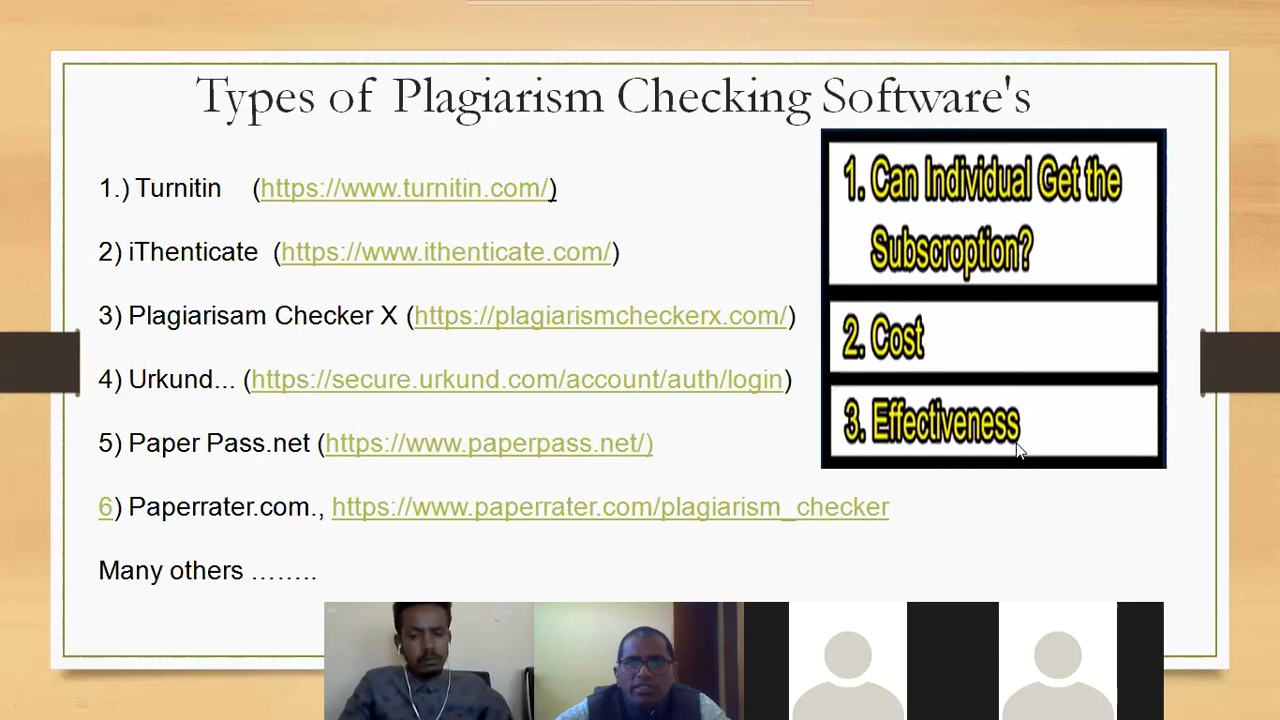 Types of Plagiarism Checking Software's
1.) Turnitin (https://www.turnitin.com/)
2) iThenticate (https://www.ithenticate.com/)
3) Plagiarisam Checker X (https://plagiarismcheckerx.com/)
4) Urkund... (https://secure.urkund.com/account/auth/login)
5) Paper Pass.net (https://www.paperpass.net/)
6) Paperrater.com., https://www.paperrater.com/plagiarism_checker
Many others ........
1. Can Individual Get the
Subscroption?
2. Cost
3. Effectiveness